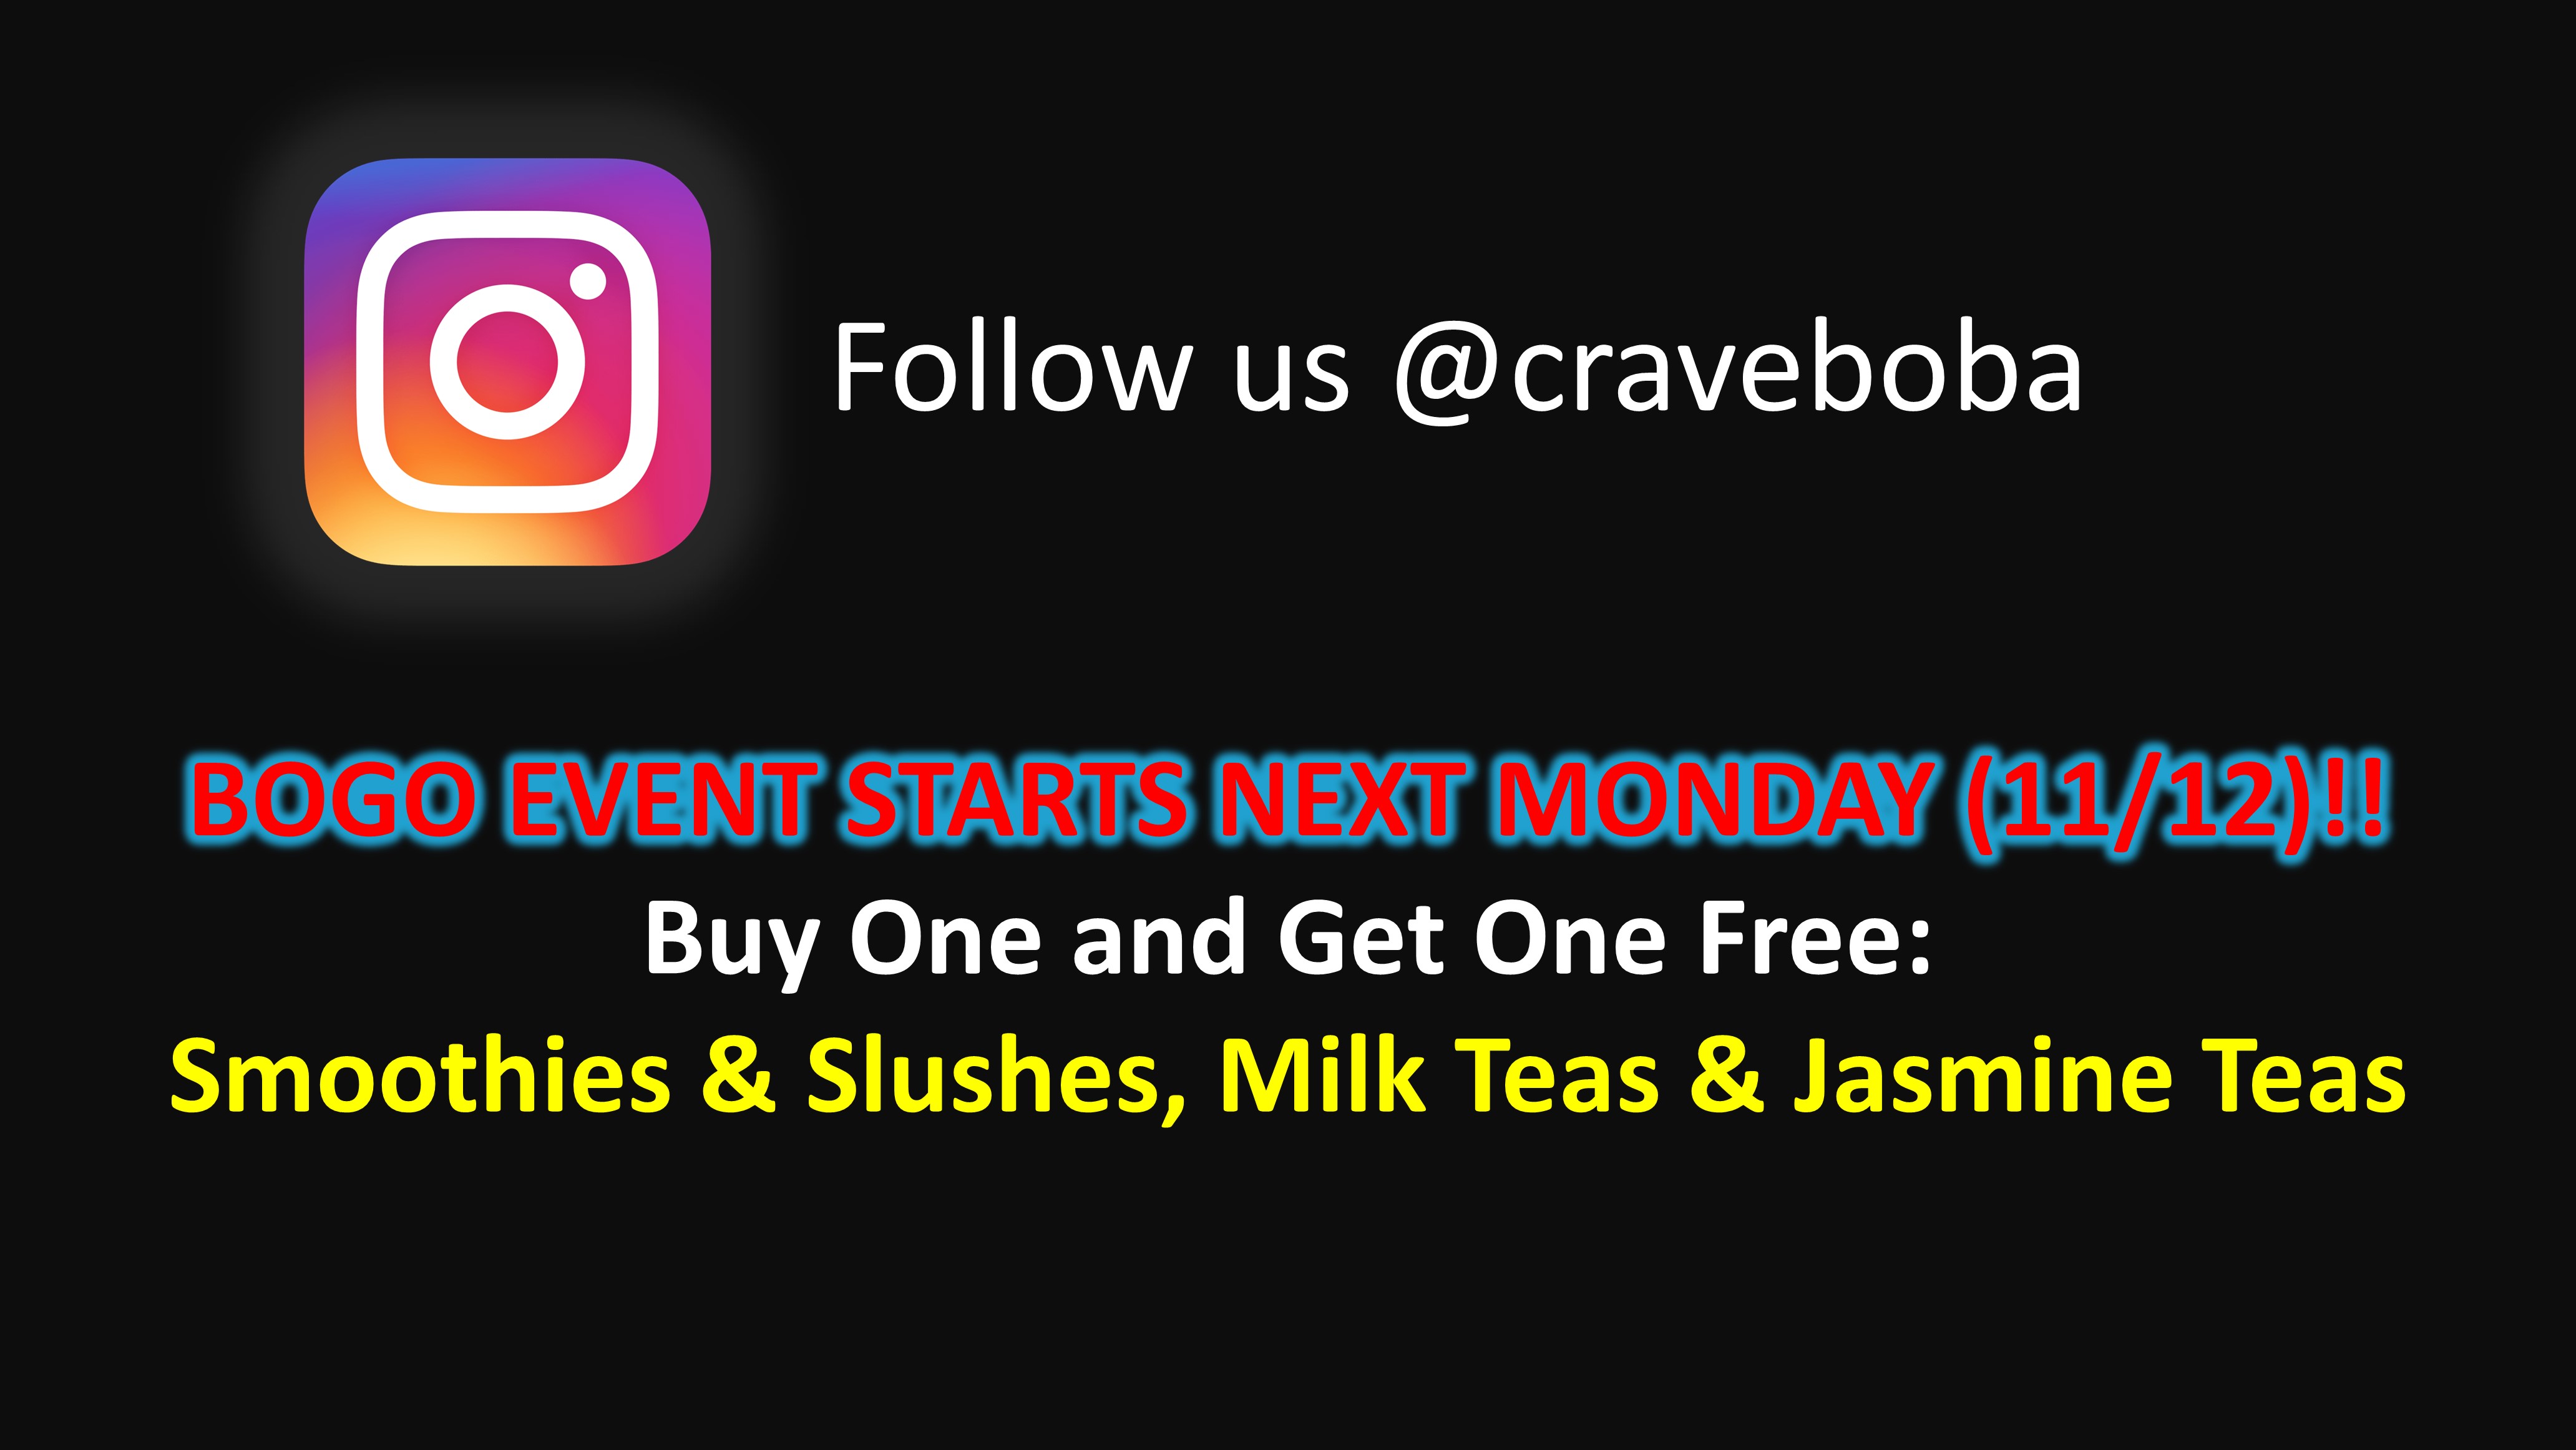 Follow us @craveboba
BOGO EVENT STARTS NEXT MONDAY (11/12)!!
Buy One and Get One Free:
Smoothies & Slushes, Milk Teas & Jasmine Teas